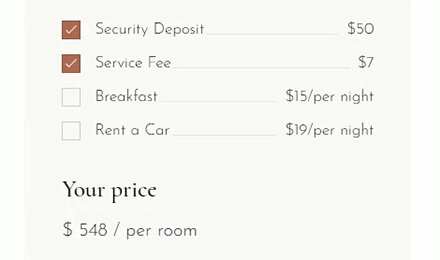 Security Deposit $50
Service Fee $7
Breakfast $15/per night
Rent a Car $19/per night
Your price
$ 548 / per room